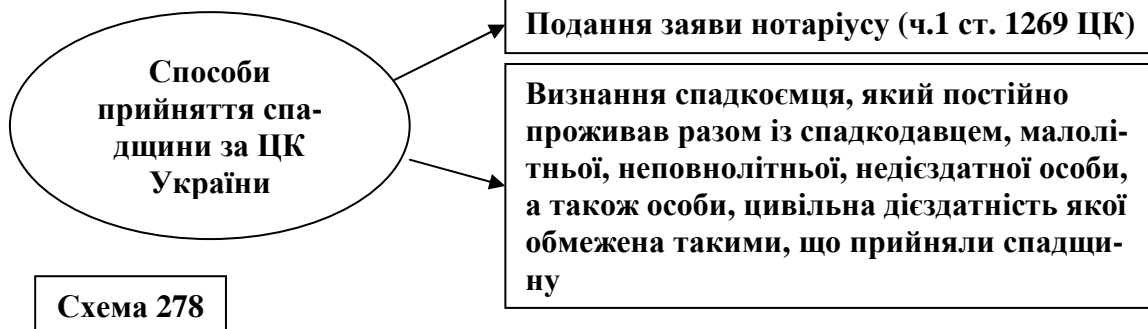 Способи
прийняття спа-
дщини за ЦК
України
Подання заяви нотаріусу (ч.1 ст. 1269 ЦК)
Визнання спадкоємця, який постійно
проживав разом із спадкодавцем, малолі-
тньої, неповнолітньої, недієздатної особи,
а також особи, цивільна дієздатність якої
обмежена такими, що прийняли спадщи-
ну
Схема 278